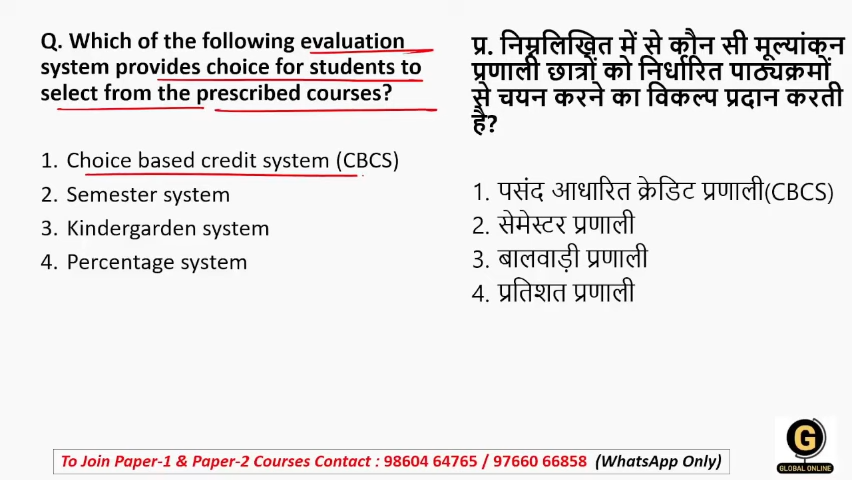 Q. Which of the following evaluation
system provides choice for students to
select from the prescribed courses?
1. Choice based credit system (CBCS)
2. Semester system
3. Kindergarden system
4. Percentage system
प्र. निम्नलिखित में से कौन सी मूल्यांकन
प्रणाली छात्रों को निर्धारित पाठ्यक्रमों
से चयन करने का विकल्प प्रदान करती
है?
1. पसंद आधारित क्रेडिट प्रणाली(CBCS)
2. सेमेस्टर प्रणाली
3. बालवाड़ी प्रणाली
4. प्रतिशत प्रणाली
G
GLOBAL ONLINE
To Join Paper-1 & Paper-2 Courses Contact : 98604 64765 / 97660 66858 (WhatsApp Only)